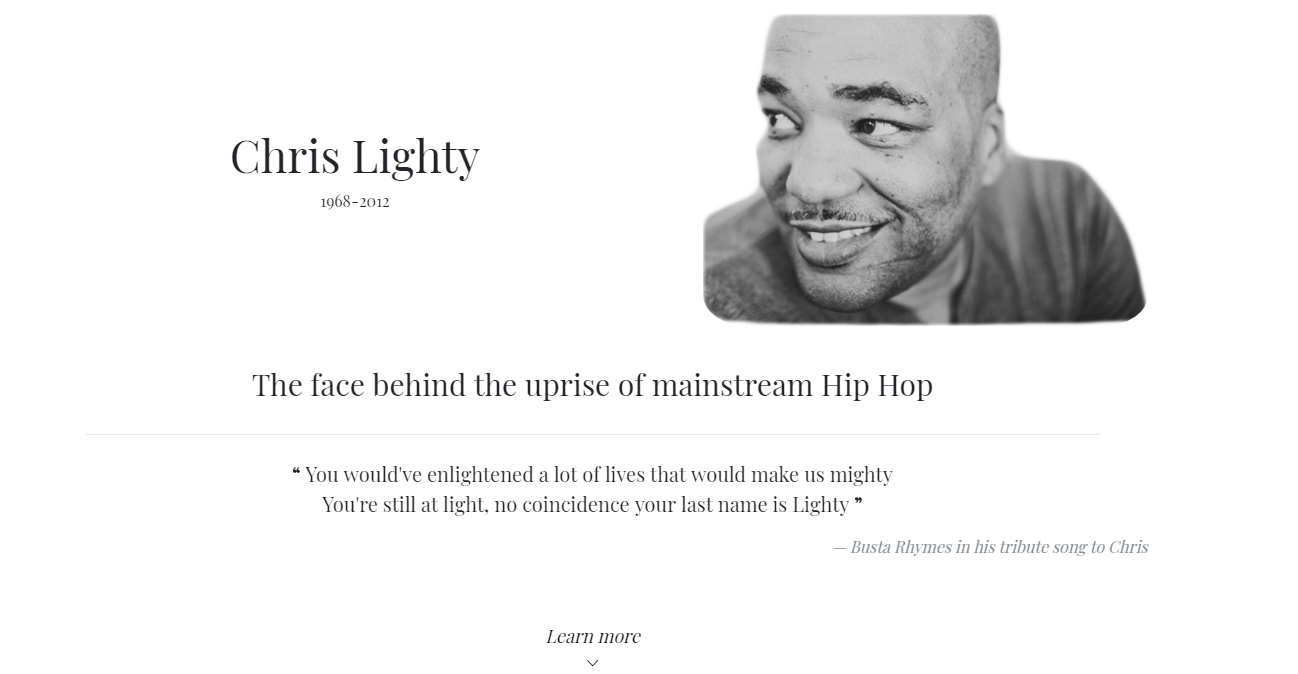 Chris Lighty
1968-2012
The face behind the uprise of mainstream Hip Hop
❝ You would've enlightened a lot of lives that would make us mighty
You're still at light, no coincidence your last name is Lighty ❞
— Busta Rhymes in his tribute song to Chris
Learn more